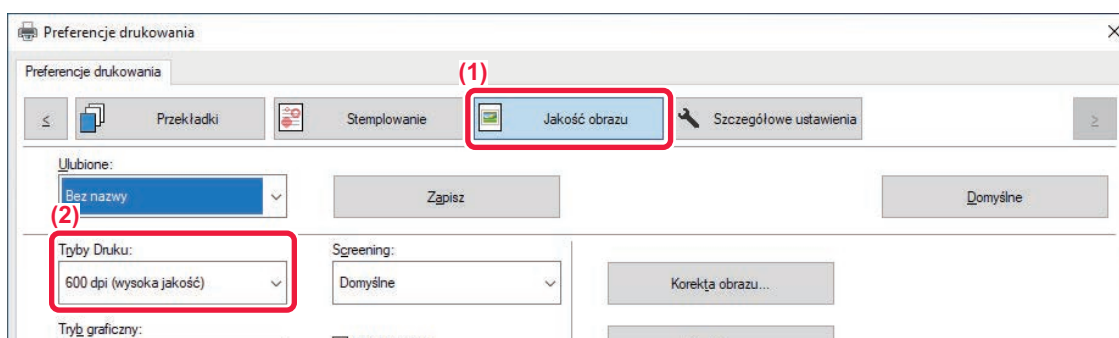 Preferencje drukowania
Preferencje drukowania
(1)
<
Przekładki
Stemplowanie
Jakość obrazu
Szczegółowe ustawienia
>
Ulubione:
Bez nazwy
Zapisz
Domyślne
(2)
Tryby Druku:
Screening:
600 dpi (wysoka jakość)
Domyślne
Korekta obrazu...
Tryb graficzny: